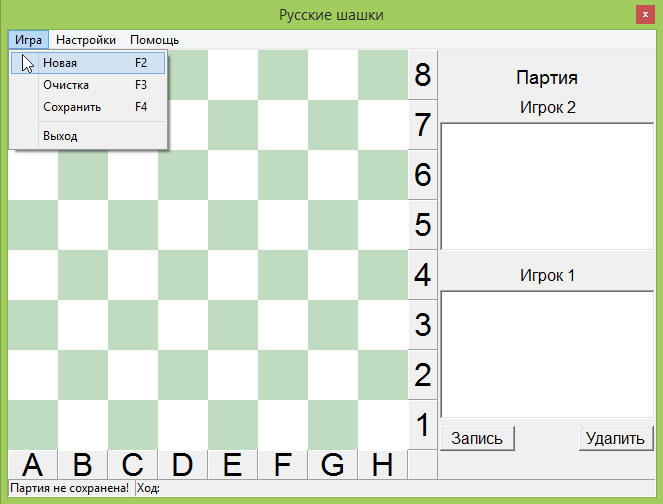 Русские шашки
x
Игра Настройки Помощь
Новая F2
Очистка F3
Сохранить F4
Выход
8
7
6
5
4
3
2
1
A B C D E F G H
Партия
Игрок 2
Игрок 1
Запись Удалить
Партия не сохранена! Ход: